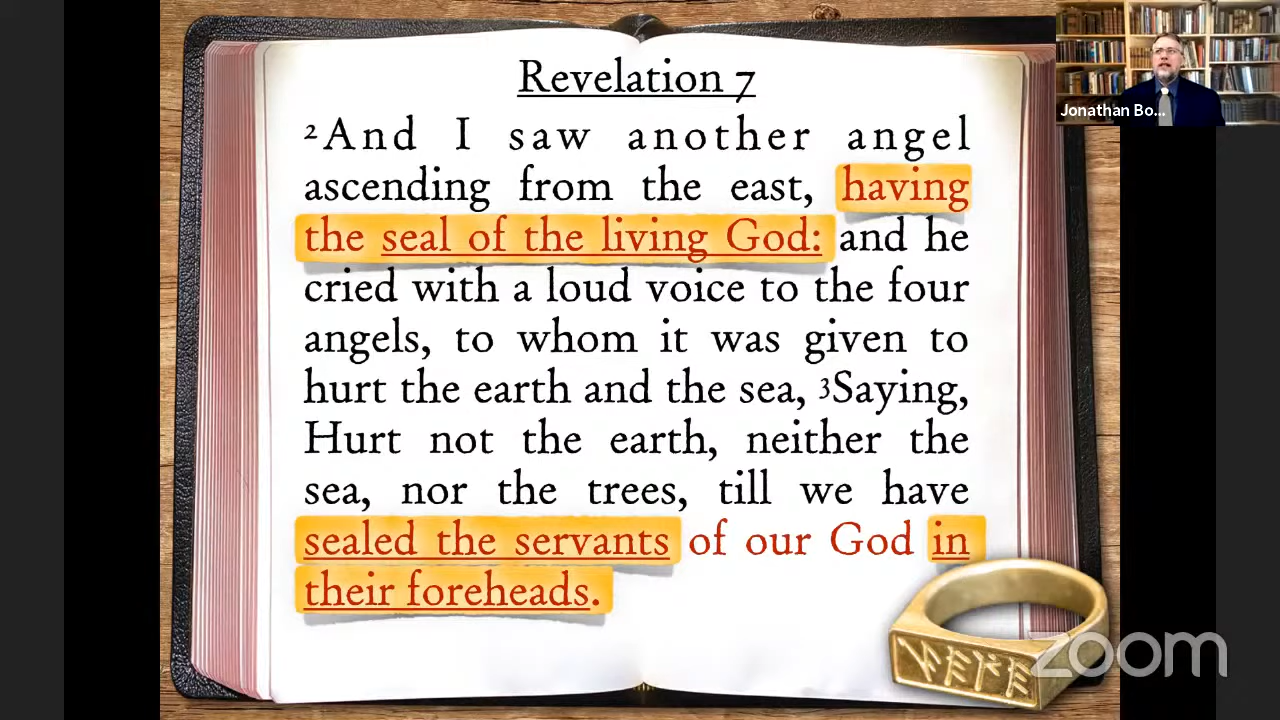 Revelation 7
²And I saw another angel
ascending from the east, having
the seal of the living God: and he
cried with a loud voice to the four
angels, to whom it was given to
hurt the earth and the sea, ³Saying,
Hurt not the earth, neither the
sea, nor the trees, till we have
sealed the servants of our God in
their foreheads.
Jonathan Bo...
zoom